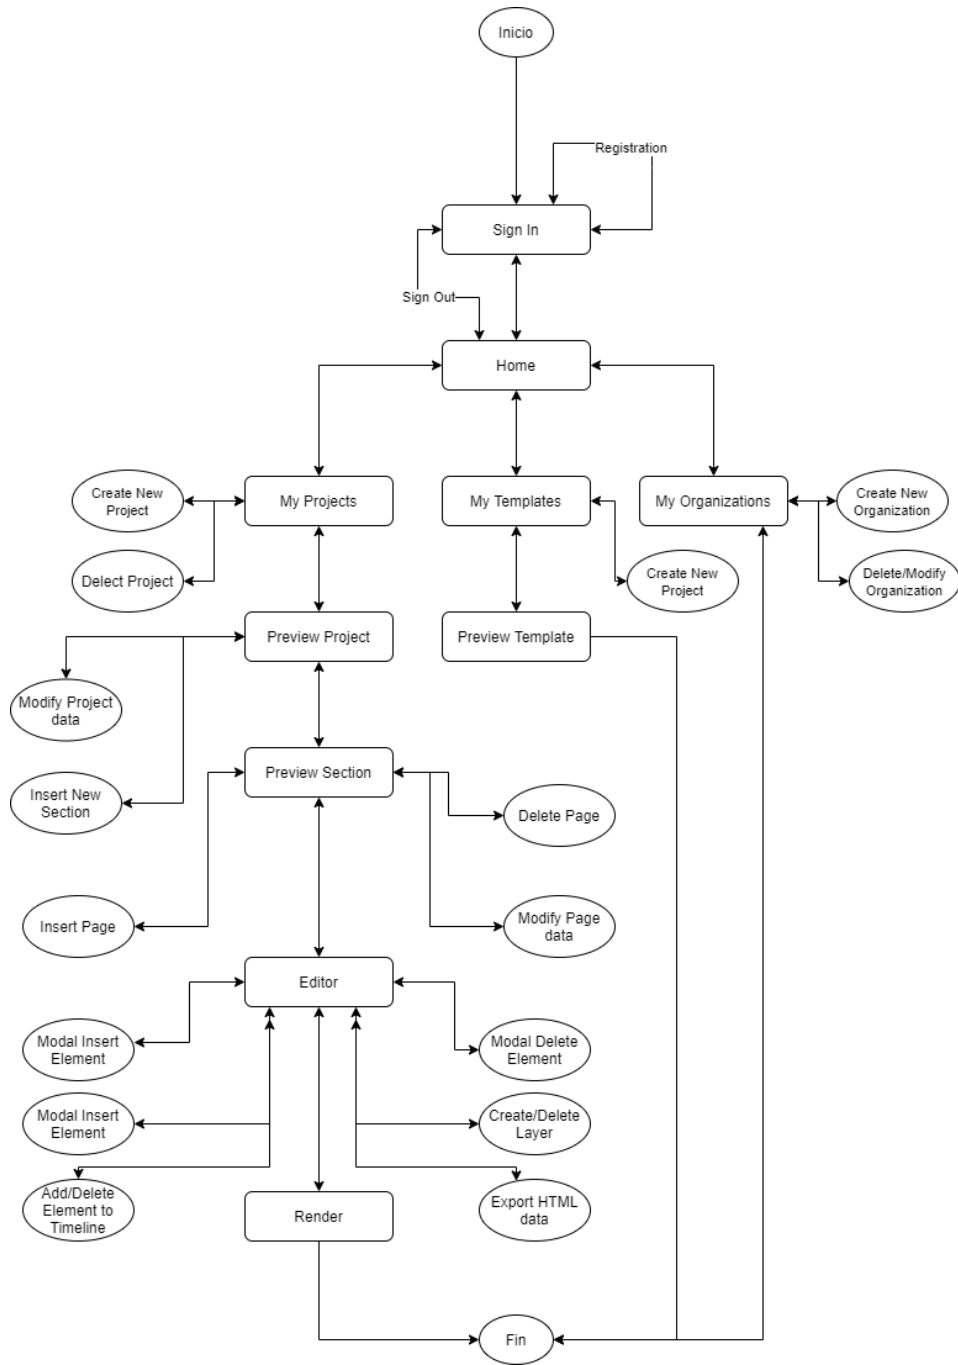 Inicio
Registration
Sign In
Sign Out
Home
Create New
Project
My Projects
My Templates
My Organizations
Create New
Organization
Delect Project
Create New
Project
Delete/Modify
Organization
Preview Project
Preview Template
Modify Project
data
Preview Section
Insert New
Section
Delete Page
Insert Page
Modify Page
data
Editor
Modal Insert
Element
Modal Delete
Element
Modal Insert
Element
Create/Delete
Layer
Add/Delete
Element to
Timeline
Render
Export HTML
data
Fin